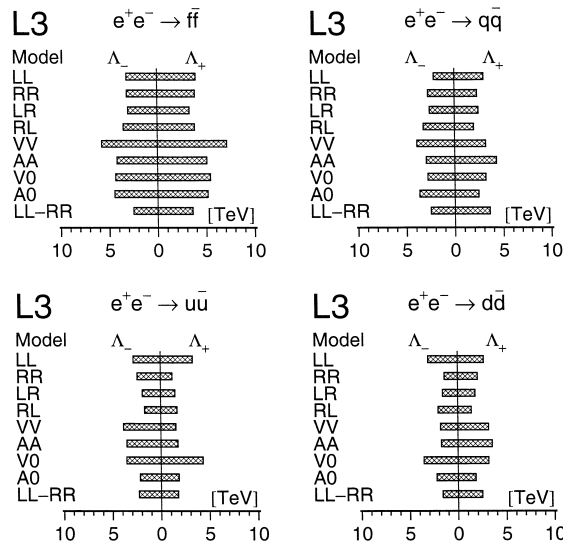 L3 e⁺e⁻ → ff̄
Model Λ₋ Λ₊
LL
RR
LR
RL
VV
AA
V0
A0
LL–RR [TeV]
10 5 0 5 10
L3 e⁺e⁻ → qq̄
Model Λ₋ Λ₊
LL
RR
LR
RL
VV
AA
V0
A0
LL–RR [TeV]
10 5 0 5 10
L3 e⁺e⁻ → uū
Model Λ₋ Λ₊
LL
RR
LR
RL
VV
AA
V0
A0
LL–RR [TeV]
10 5 0 5 10
L3 e⁺e⁻ → dd̄
Model Λ₋ Λ₊
LL
RR
LR
RL
VV
AA
V0
A0
LL–RR [TeV]
10 5 0 5 10